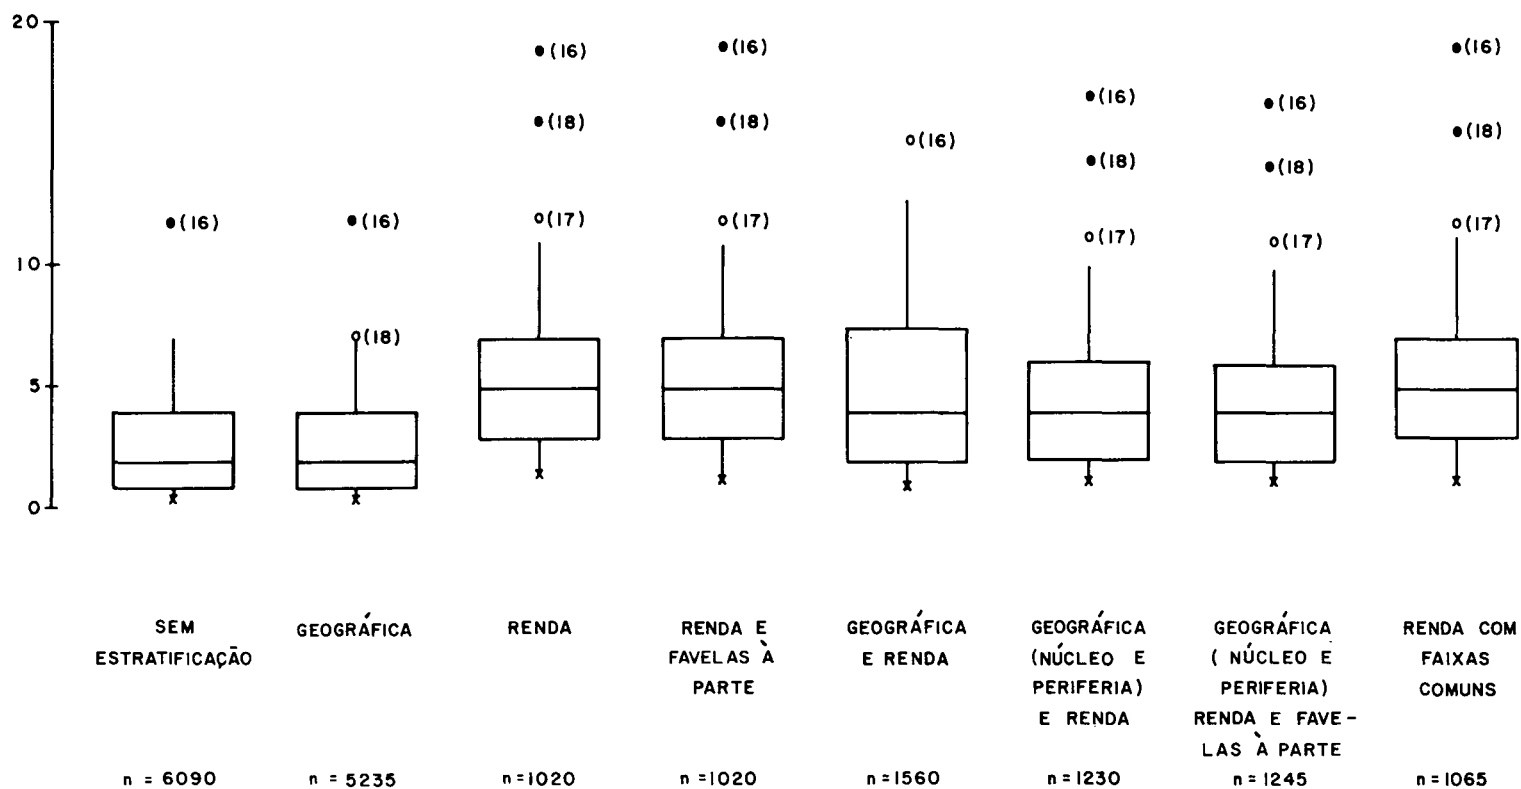 20
10
5
0
(16)
(16)
(18)
(16)
(18)
(17)
(16)
(18)
(17)
(16)
(16)
(18)
(17)
(16)
(18)
(17)
(16)
(18)
(17)
SEM
ESTRATIFICAÇÃO
n = 6090
GEOGRÁFICA
n = 5235
RENDA
n=1020
RENDA E
FAVELAS À
PARTE
n =1020
GEOGRÁFICA
E RENDA
n=1560
GEOGRÁFICA
(NÚCLEO E
PERIFERIA)
E RENDA
n=1230
GEOGRÁFICA
( NÚCLEO E
PERIFERIA)
RENDA E FAVE-
LAS À PARTE
n=1245
RENDA COM
FAIXAS
COMUNS
n=1065